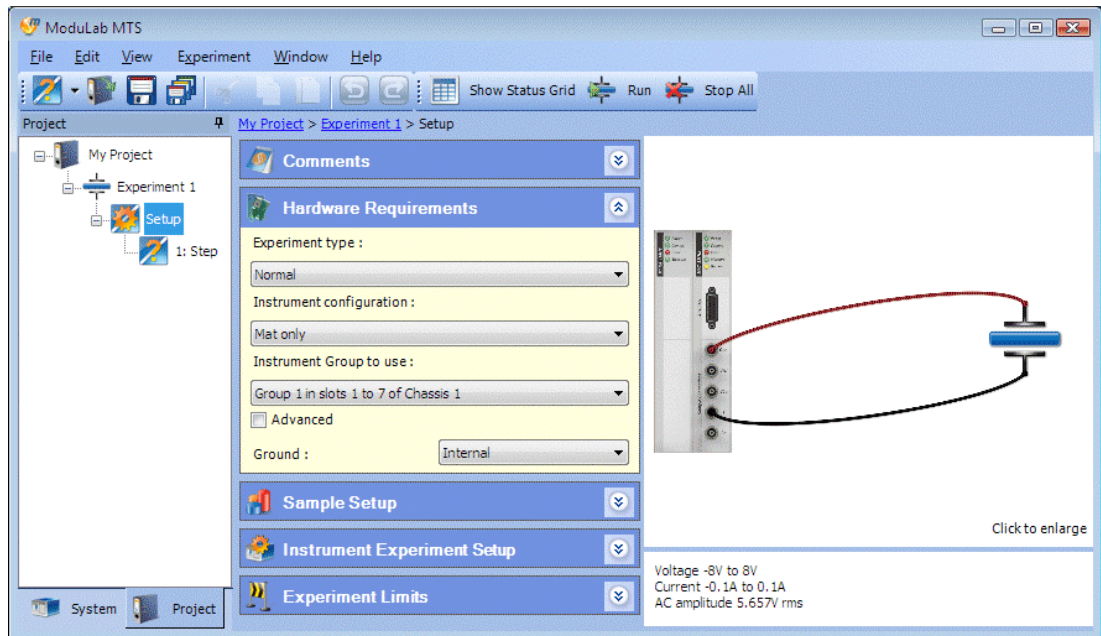 ModuLab MTS
File Edit View Experiment Window Help
Show Status Grid Run Stop All
Project
My Project > Experiment 1 > Setup
My Project
Experiment 1
Setup
1: Step
Comments
Hardware Requirements
Experiment type :
Normal
Instrument configuration :
Mat only
Instrument Group to use :
Group 1 in slots 1 to 7 of Chassis 1
Advanced
Ground : Internal
Sample Setup
Instrument Experiment Setup
Experiment Limits
Click to enlarge
Voltage -8V to 8V
Current -0.1A to 0.1A
AC amplitude 5.657V rms
System Project